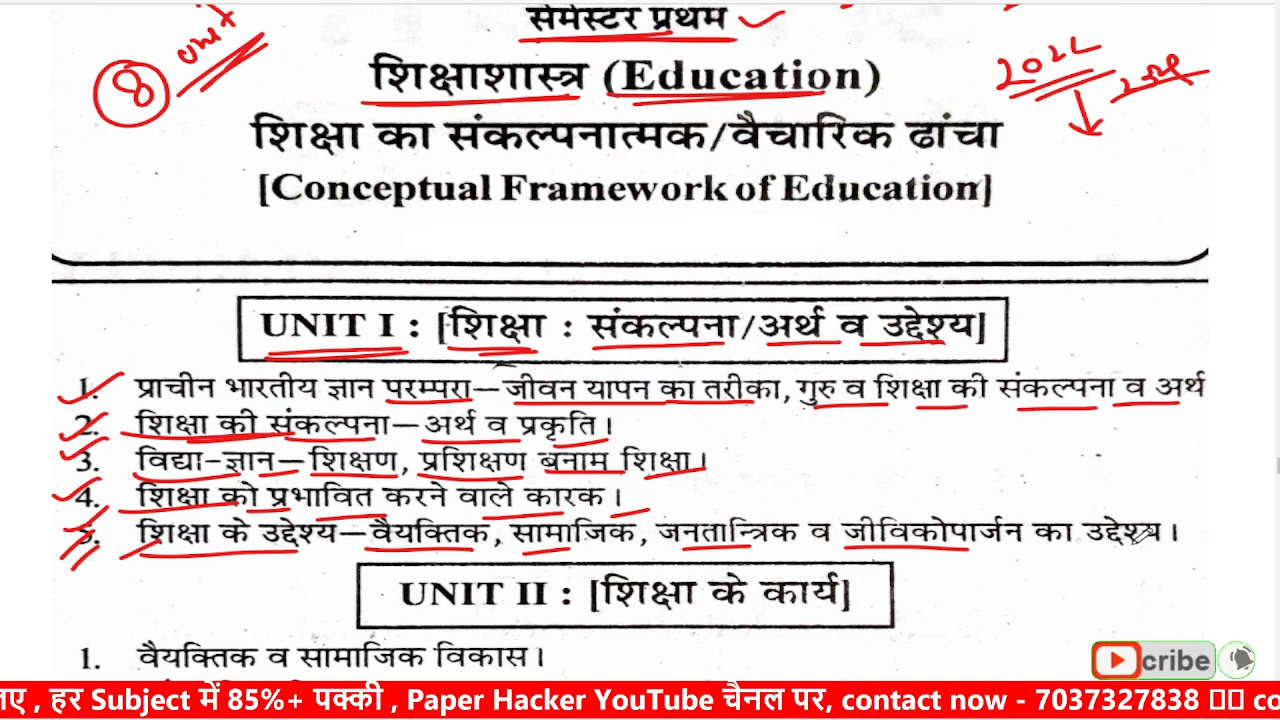 सेमेस्टर प्रथम
8 Unit
शिक्षाशास्त्र (Education)
शिक्षा का संकल्पनात्मक/वैचारिक ढांचा
[Conceptual Framework of Education]
UNIT I : [शिक्षा : संकल्पना/अर्थ व उद्देश्य]
1. प्राचीन भारतीय ज्ञान परम्परा—जीवन यापन का तरीका, गुरु व शिक्षा की संकल्पना व अर्थ
2. शिक्षा की संकल्पना—अर्थ व प्रकृति।
3. विद्या-ज्ञान—शिक्षण, प्रशिक्षण बनाम शिक्षा।
4. शिक्षा को प्रभावित करने वाले कारक।
5. शिक्षा के उद्देश्य—वैयक्तिक, सामाजिक, जनतान्त्रिक व जीविकोपार्जन का उद्देश्य।
UNIT II : [शिक्षा के कार्य]
1. वैयक्तिक व सामाजिक विकास।
cribe
हर Subject में 85%+ पक्की , Paper Hacker YouTube चैनल पर, contact now - 7037327838